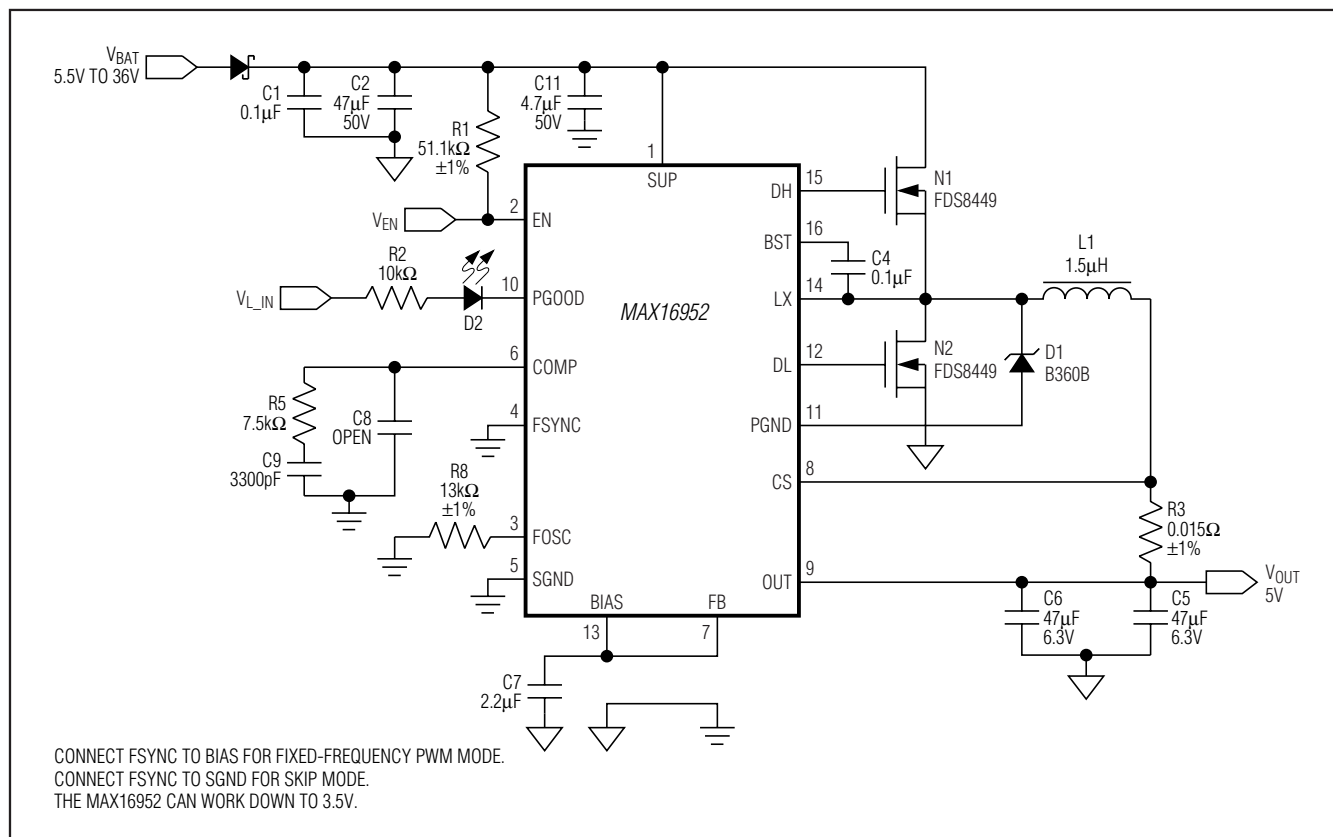 VBAT
5.5V TO 36V
C1
0.1μF
C2
47μF
50V
R1
51.1kΩ
±1%
C11
4.7μF
50V
1
SUP
DH
15
N1
FDS8449
VEN
2
EN
BST
16
C4
0.1μF
L1
1.5μH
R2
10kΩ
VL_IN
D2
10
PGOOD
MAX16952
LX
14
N2
FDS8449
D1
B360B
DL
12
6
COMP
R5
7.5kΩ
C8
OPEN
C9
3300pF
4
FSYNC
PGND
11
CS
8
R8
13kΩ
±1%
3
FOSC
R3
0.015Ω
±1%
5
SGND
OUT
9
VOUT
5V
BIAS
FB
13
7
C6
47μF
6.3V
C5
47μF
6.3V
C7
2.2μF
CONNECT FSYNC TO BIAS FOR FIXED-FREQUENCY PWM MODE.
CONNECT FSYNC TO SGND FOR SKIP MODE.
THE MAX16952 CAN WORK DOWN TO 3.5V.